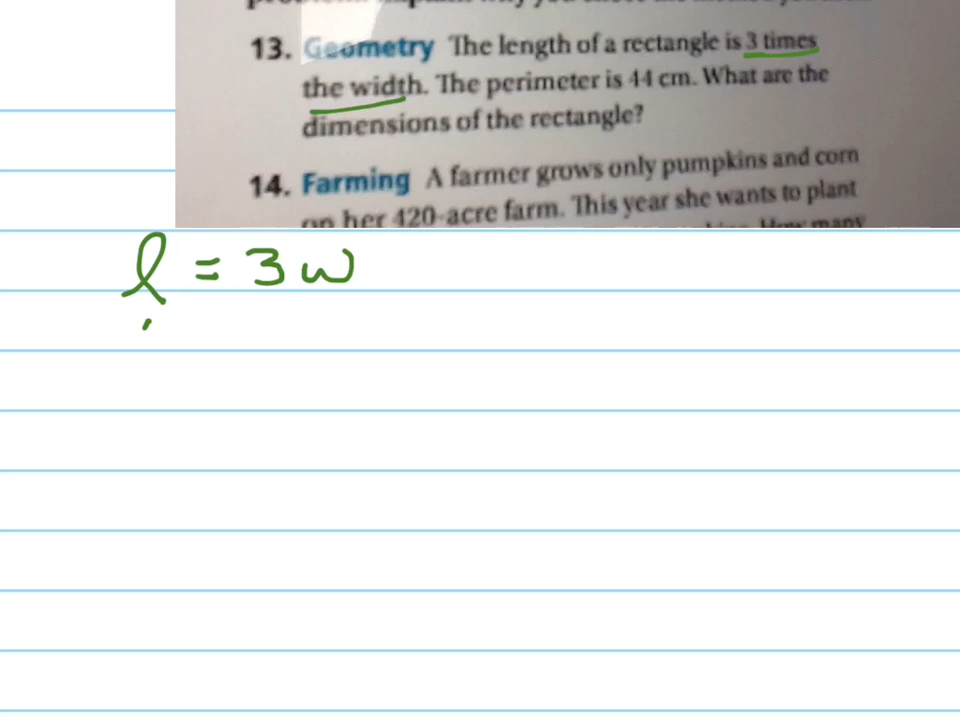 13. Geometry The length of a rectangle is 3 times
the width. The perimeter is 44 cm. What are the
dimensions of the rectangle?
14. Farming A farmer grows only pumpkins and corn
on her 420-acre farm. This year she wants to plant
How many
l = 3w